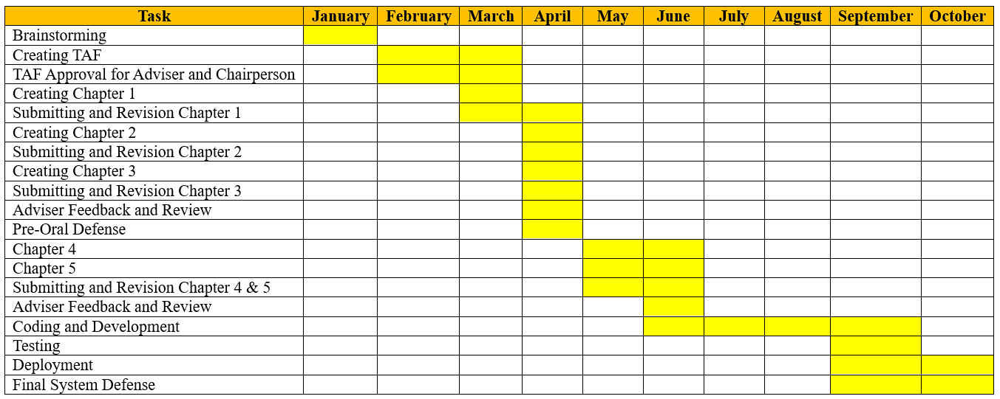 Task January February March April May June July August September October
Brainstorming
Creating TAF
TAF Approval for Adviser and Chairperson
Creating Chapter 1
Submitting and Revision Chapter 1
Creating Chapter 2
Submitting and Revision Chapter 2
Creating Chapter 3
Submitting and Revision Chapter 3
Adviser Feedback and Review
Pre-Oral Defense
Chapter 4
Chapter 5
Submitting and Revision Chapter 4 & 5
Adviser Feedback and Review
Coding and Development
Testing
Deployment
Final System Defense